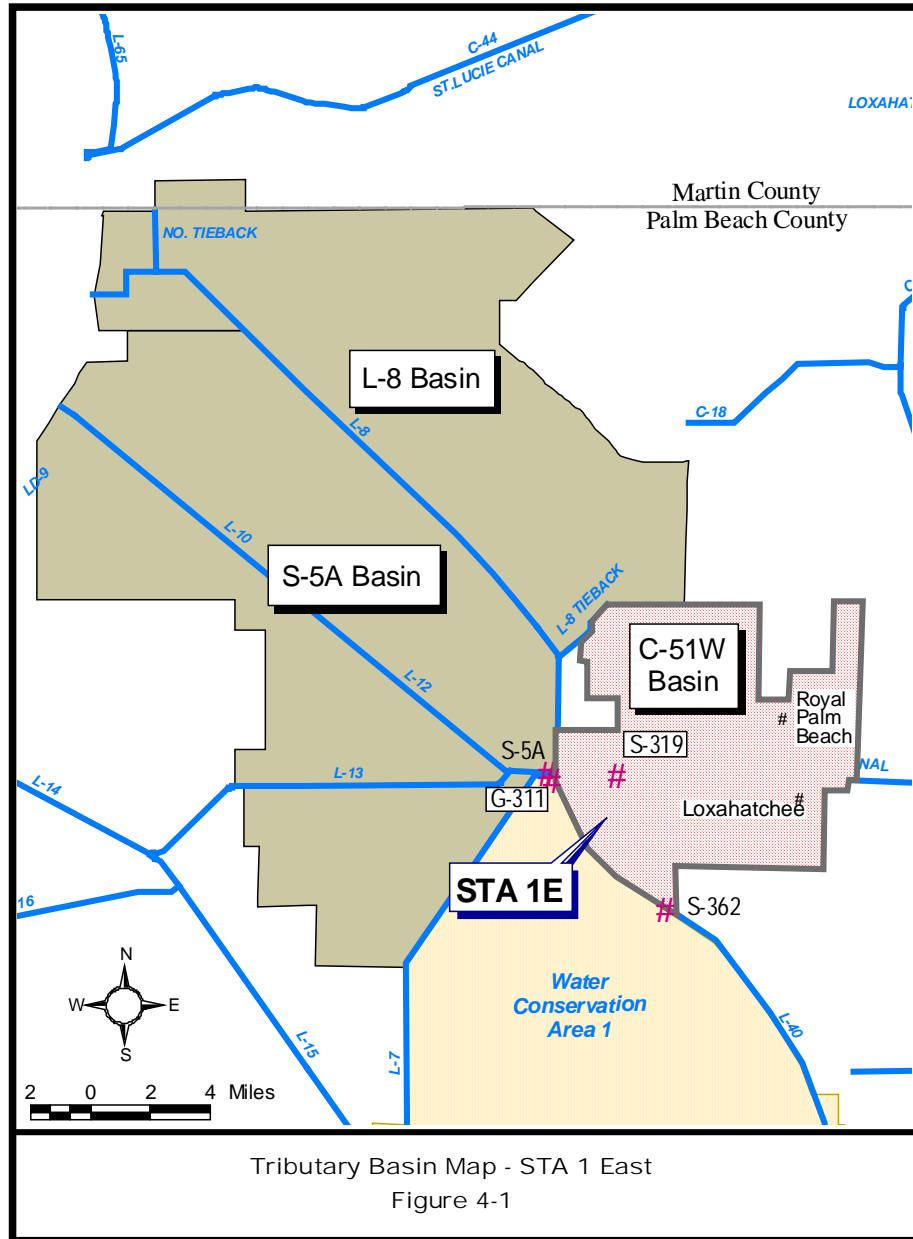 L-65
C-44
ST.LUCIE CANAL
LOXAHAT
Martin County
Palm Beach County
NO. TIEBACK
L-8 Basin
C-18
L-8
LD-9
L-10
S-5A Basin
L-8 TIEBACK
C-51W
Basin
L-12
Royal
Palm
Beach
#
S-319
S-5A
#
#
#
NAL
L-13
L-14
G-311
Loxahatchee
#
STA 1E
16
S-362
#
N
W
E
S
Water
Conservation
Area 1
L-40
L-15
L-7
2 0 2 4 Miles
Tributary Basin Map - STA 1 East
Figure 4-1